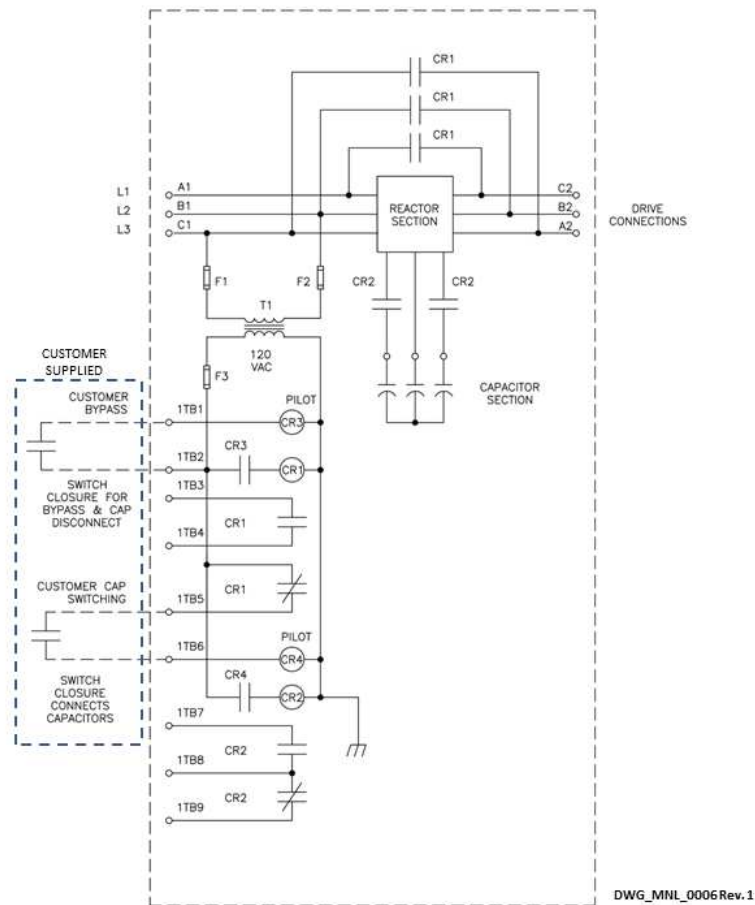 CR1
CR1
CR1
L1
A1
C2
L2
B1
REACTOR
SECTION
B2
DRIVE
CONNECTIONS
L3
C1
A2
F1
F2
CR2
CR2
T1
120
VAC
CAPACITOR
SECTION
F3
CUSTOMER
SUPPLIED
CUSTOMER
BYPASS
1TB1
PILOT
CR3
1TB2
CR3
CR1
SWITCH
CLOSURE FOR
BYPASS & CAP
DISCONNECT
1TB3
CR1
1TB4
CUSTOMER CAP
SWITCHING
CR1
1TB5
1TB6
PILOT
CR4
SWITCH
CLOSURE
CONNECTS
CAPACITORS
CR4
CR2
1TB7
CR2
1TB8
CR2
1TB9
DWG_MNL_0006 Rev. 1